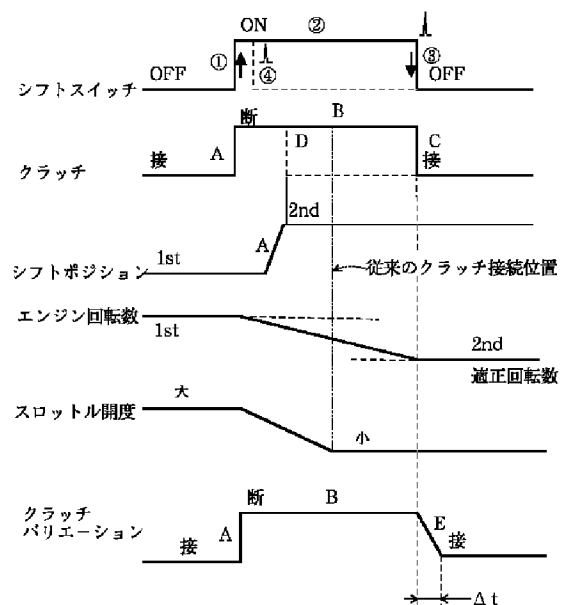 ON ②
OFF ① ④ ③ OFF
シフトスイッチ
断 B
接 A D C 接
クラッチ
2nd
1st A
シフトポジション
従来のクラッチ接続位置
エンジン回転数
1st
2nd
適正回転数
大
スロットル開度
小
断 B
クラッチ
バリエーション
接 A E 接
Δt